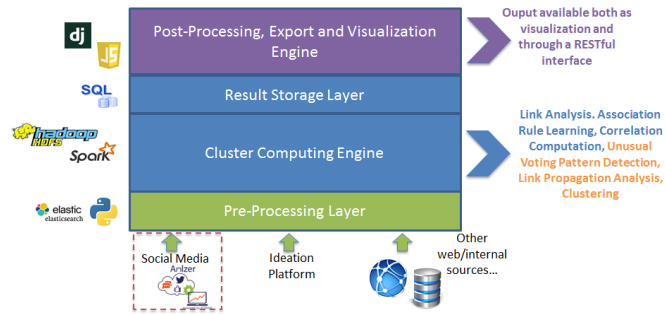 dj
JS
Post-Processing, Export and Visualization
Engine
Ouput available both as
visualization and
through a RESTful
interface
SQL
Result Storage Layer
hadoop
HDFS
Spark
Cluster Computing Engine
Link Analysis. Association
Rule Learning, Correlation
Computation, Unusual
Voting Pattern Detection,
Link Propagation Analysis,
Clustering
elastic
elasticsearch
Pre-Processing Layer
Social Media
Anlzer
Ideation
Platform
Other
web/internal
sources...